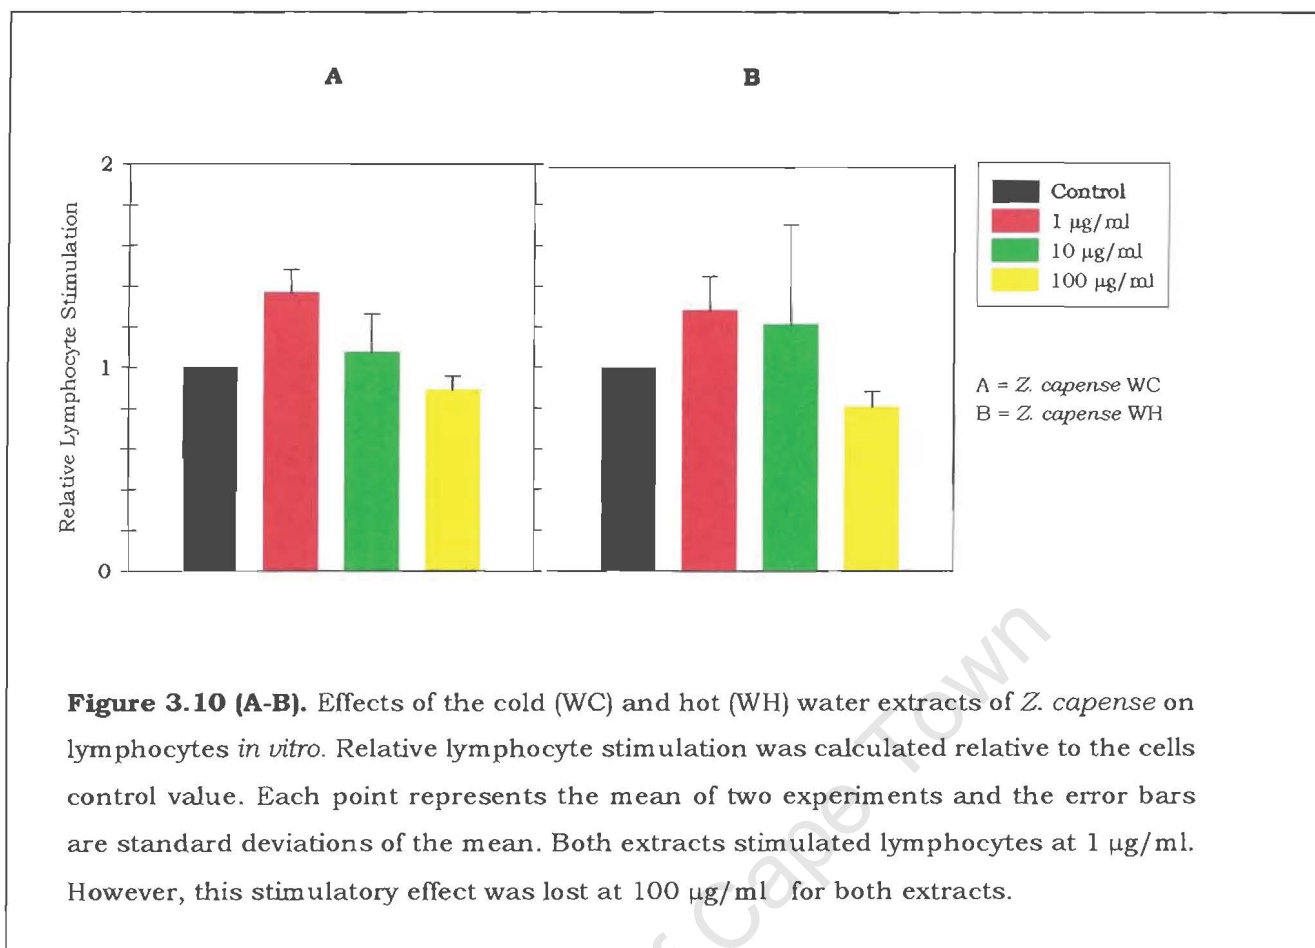 A
B
2
1
0
Relative Lymphocyte Stimulation
Control
1 µg/ml
10 µg/ml
100 µg/ml
A = Z. capense WC
B = Z. capense WH
Figure 3.10 (A-B). Effects of the cold (WC) and hot (WH) water extracts of Z. capense on
lymphocytes in vitro. Relative lymphocyte stimulation was calculated relative to the cells
control value. Each point represents the mean of two experiments and the error bars
are standard deviations of the mean. Both extracts stimulated lymphocytes at 1 µg/ml.
However, this stimulatory effect was lost at 100 µg/ml for both extracts.
of Cape Town